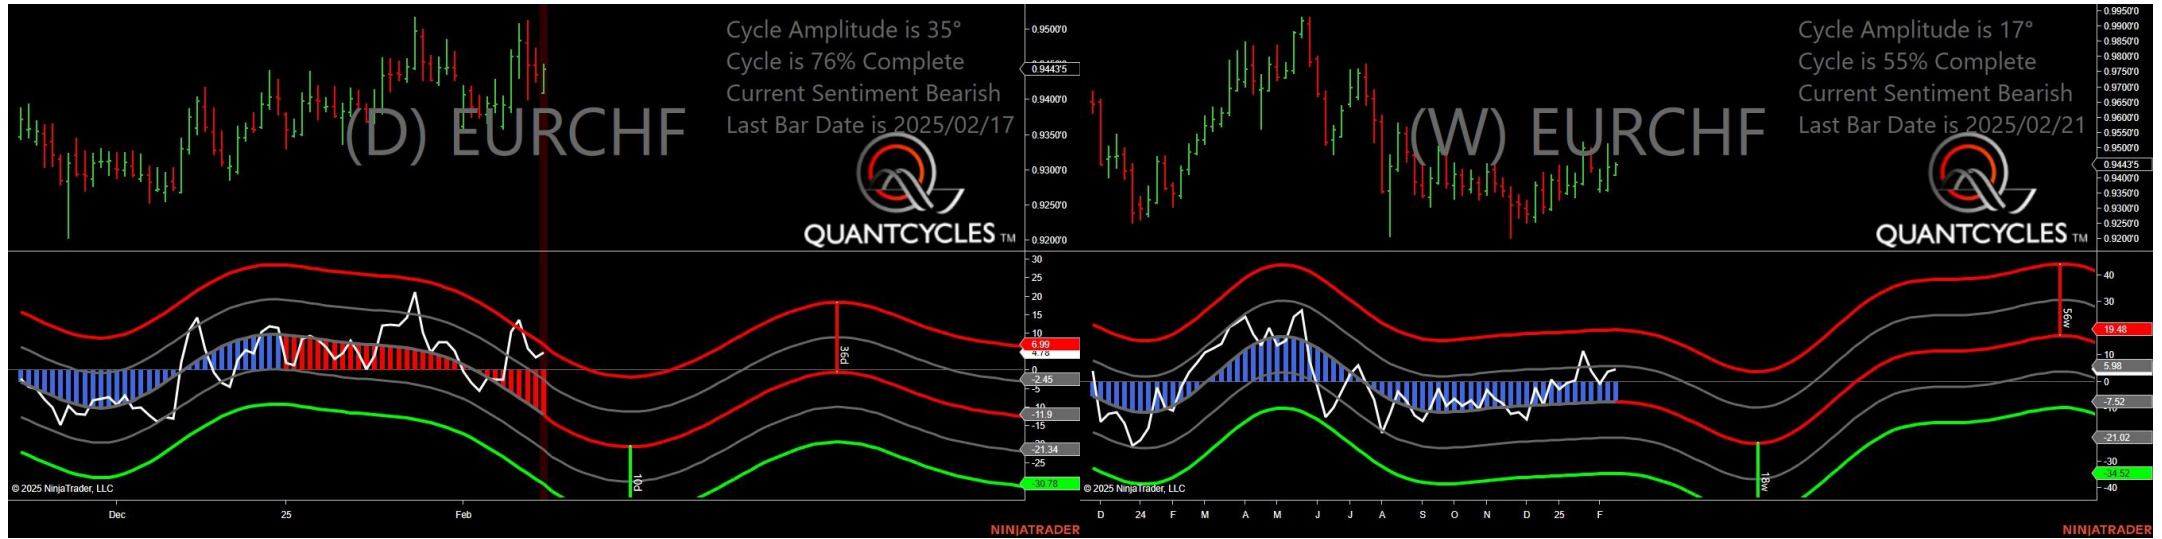 Cycle Amplitude is 35°
Cycle is 76% Complete
Current Sentiment Bearish
Last Bar Date is 2025/02/17
(D) EURCHF
QUANTCYCLES TM
0.9500'0
0.9443'5
0.9400'0
0.9350'0
0.9300'0
0.9250'0
0.9200'0
30
25
20
15
10
6.99
4.78
0
-2.45
-5
-11.9
-15
-21.34
-25
-30.78
36d
10d
© 2025 NinjaTrader, LLC
Dec 25 Feb
NINJATRADER
Cycle Amplitude is 17°
Cycle is 55% Complete
Current Sentiment Bearish
Last Bar Date is 2025/02/21
(W) EURCHF
QUANTCYCLES TM
0.9950'0
0.9900'0
0.9850'0
0.9800'0
0.9750'0
0.9700'0
0.9650'0
0.9600'0
0.9550'0
0.9500'0
0.9443'5
0.9400'0
0.9350'0
0.9300'0
0.9250'0
0.9200'0
40
30
19.48
10
5.98
0
-7.52
-10
-21.02
-30
-34.52
-40
56w
18w
© 2025 NinjaTrader, LLC
D 24 F M A M J J A S O N D 25 F
NINJATRADER